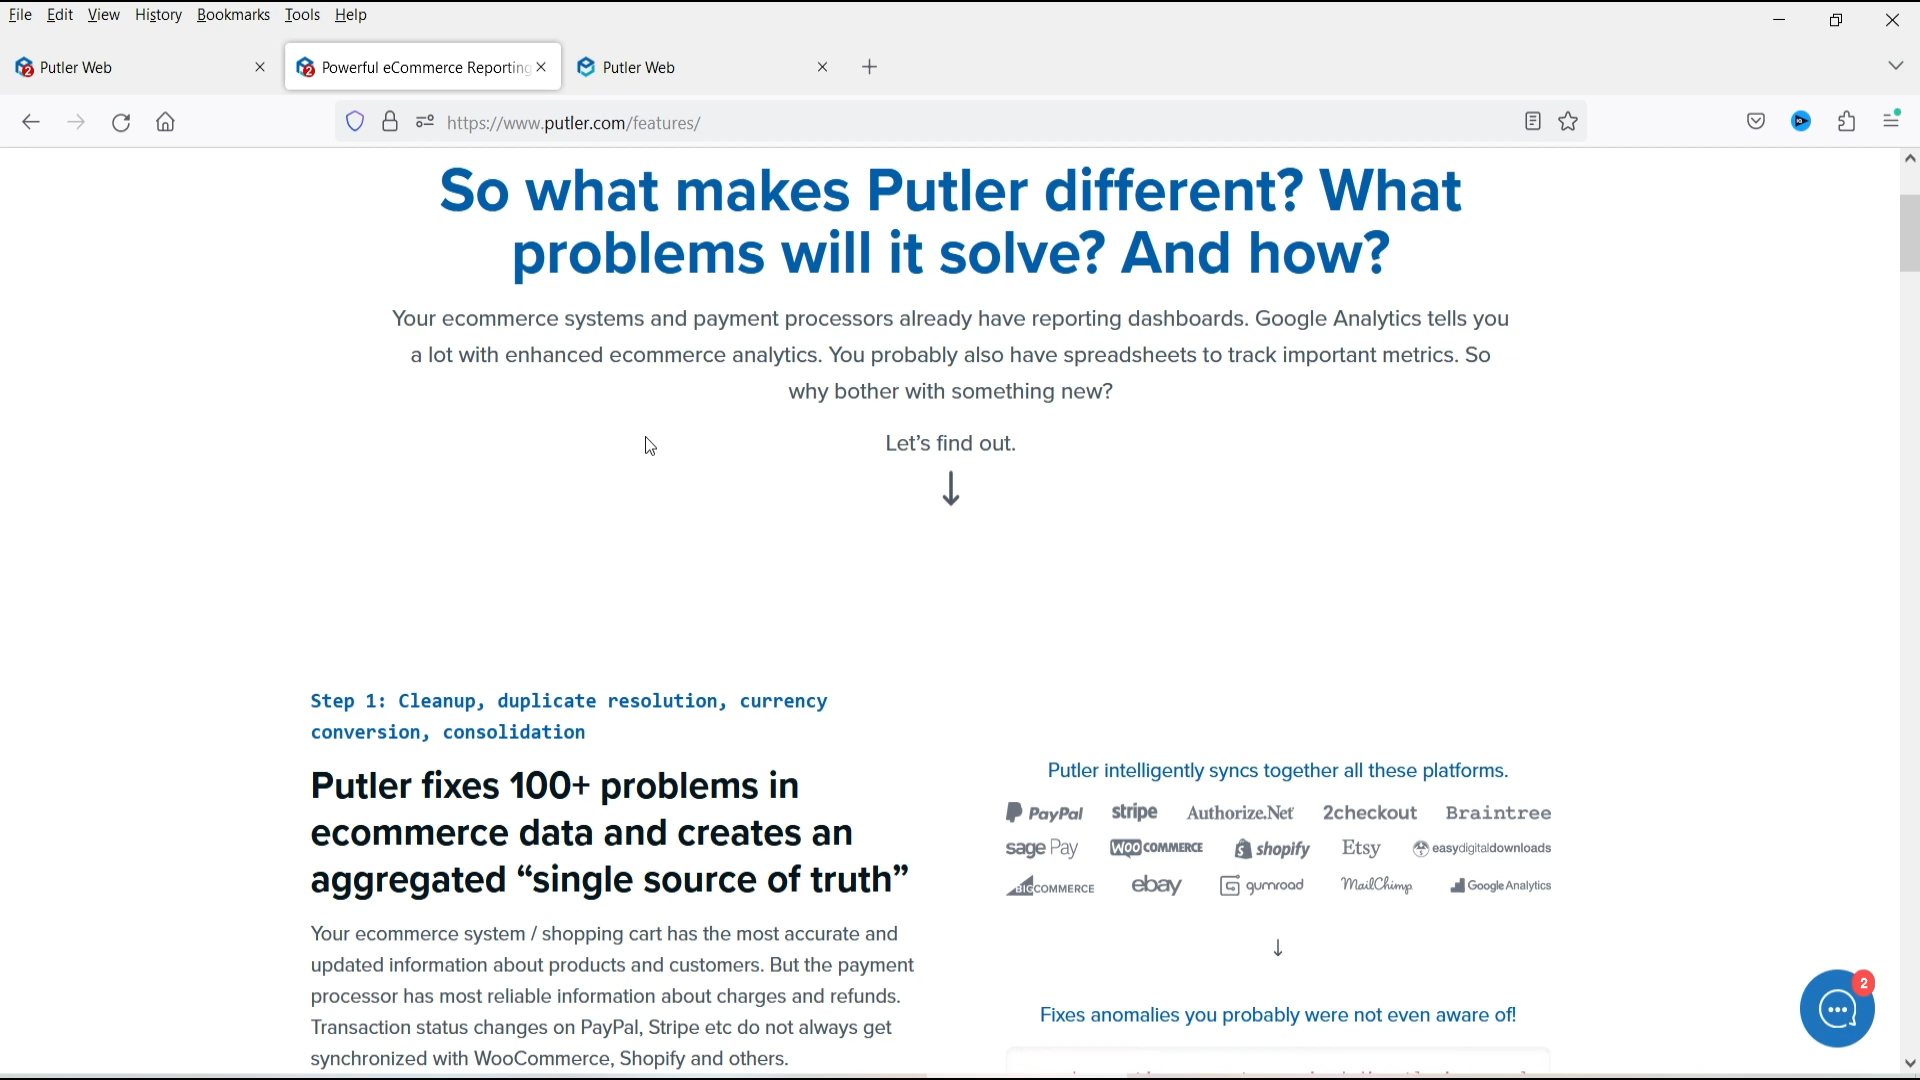 File Edit View History Bookmarks Tools Help
Putler Web
Powerful eCommerce Reporting
Putler Web
https://www.putler.com/features/
So what makes Putler different? What
problems will it solve? And how?
Your ecommerce systems and payment processors already have reporting dashboards. Google Analytics tells you
a lot with enhanced ecommerce analytics. You probably also have spreadsheets to track important metrics. So
why bother with something new?
Let's find out.
Step 1: Cleanup, duplicate resolution, currency
conversion, consolidation
Putler fixes 100+ problems in
ecommerce data and creates an
aggregated “single source of truth”
Your ecommerce system / shopping cart has the most accurate and
updated information about products and customers. But the payment
processor has most reliable information about charges and refunds.
Transaction status changes on PayPal, Stripe etc do not always get
synchronized with WooCommerce, Shopify and others.
Putler intelligently syncs together all these platforms.
PayPal stripe Authorize.Net 2checkout Braintree
sage Pay WOO COMMERCE shopify Etsy easydigitaldownloads
BIGCOMMERCE ebay gumroad MailChimp Google Analytics
Fixes anomalies you probably were not even aware of!
2